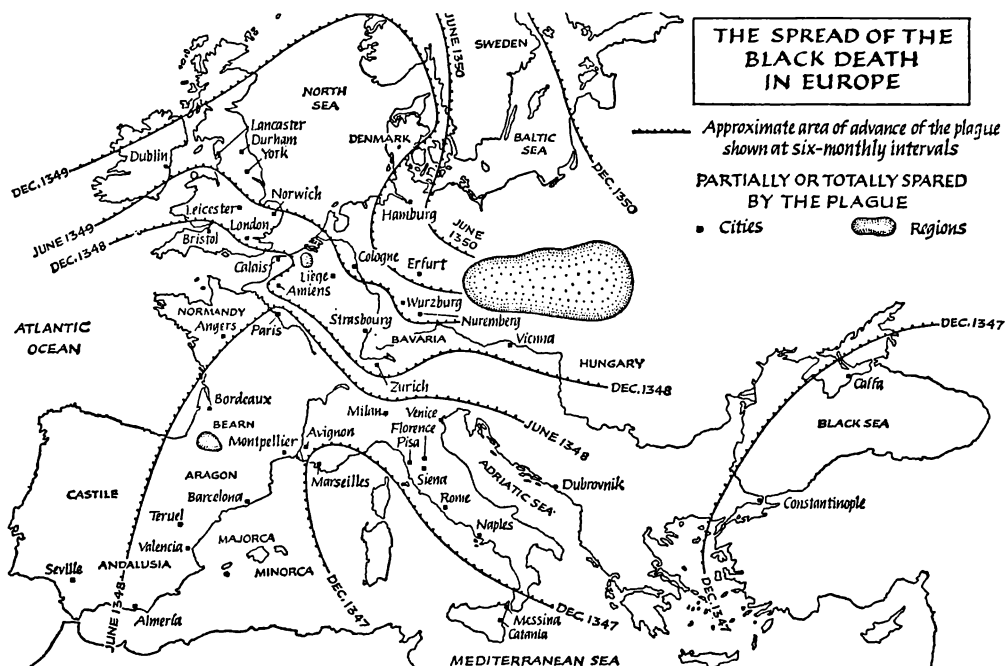 THE SPREAD OF THE
BLACK DEATH
IN EUROPE
Approximate area of advance of the plague
shown at six-monthly intervals
PARTIALLY OR TOTALLY SPARED
BY THE PLAGUE
Cities
Regions
JUNE 1350
SWEDEN
NORTH
SEA
DENMARK
BALTIC
SEA
Lancaster
Durham
York
Dublin
DEC. 1349
DEC. 1350
Norwich
Leicester
London
Hamburg
JUNE 1349
DEC. 1348
Bristol
JUNE
1350
Calais
Cologne
Erfurt
Liège
Amiens
Wurzburg
NORMANDY
Angers
Paris
Strasbourg
Nuremberg
BAVARIA
Vienna
ATLANTIC
OCEAN
HUNGARY
DEC. 1347
DEC. 1348
Caffa
Zurich
Bordeaux
Milan
Venice
Florence
Pisa
JUNE 1348
BLACK SEA
BEARN
Montpellier
Avignon
ARAGON
Marseilles
Siena
ADRIATIC SEA
Dubrovnik
CASTILE
Barcelona
Rome
Constantinople
Teruel
Naples
Valencia
MAJORCA
MINORCA
Seville
ANDALUSIA
JUNE 1348
Almeria
DEC. 1347
DEC. 1347
DEC.
1347
Messina
Catania
MEDITERRANEAN SEA